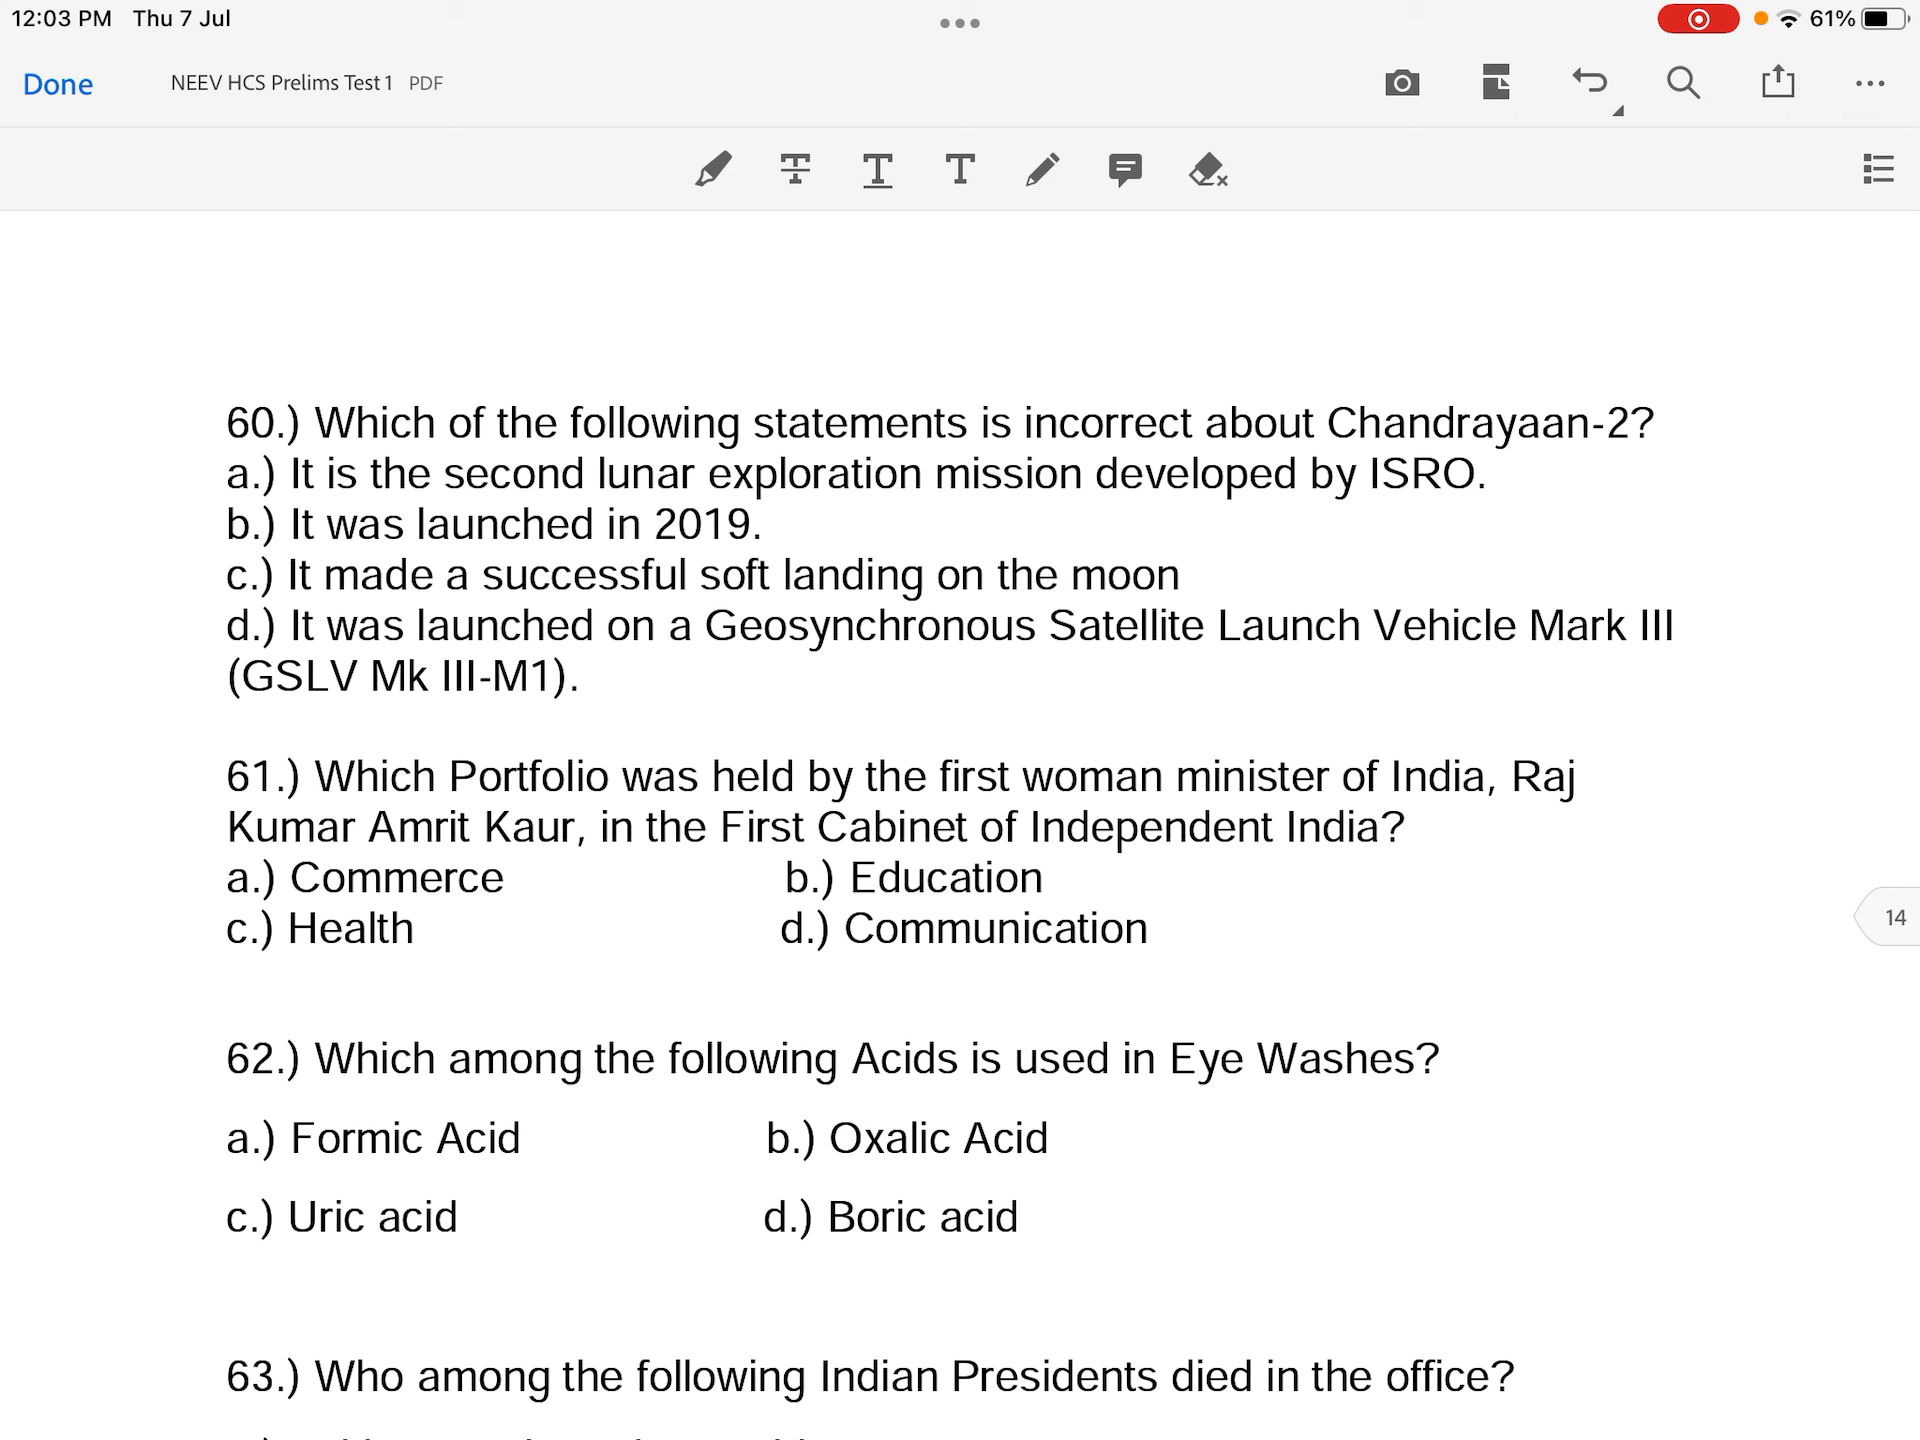 12:03 PM Thu 7 Jul
61%
Done
NEEV HCS Prelims Test 1 PDF
60.) Which of the following statements is incorrect about Chandrayaan-2?
a.) It is the second lunar exploration mission developed by ISRO.
b.) It was launched in 2019.
c.) It made a successful soft landing on the moon
d.) It was launched on a Geosynchronous Satellite Launch Vehicle Mark III
(GSLV Mk III-M1).
61.) Which Portfolio was held by the first woman minister of India, Raj
Kumar Amrit Kaur, in the First Cabinet of Independent India?
a.) Commerce b.) Education
c.) Health d.) Communication
14
62.) Which among the following Acids is used in Eye Washes?
a.) Formic Acid b.) Oxalic Acid
c.) Uric acid d.) Boric acid
63.) Who among the following Indian Presidents died in the office?